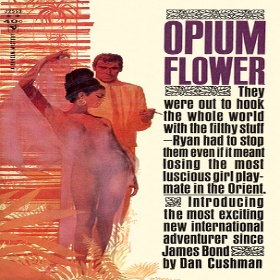 OPIUM
FLOWER
They
were out to hook
the whole world
with the filthy stuff
—Ryan had to stop
them even if it meant
losing the most
luscious girl play-
mate in the Orient.
Introducing
the most exciting
new international
adventurer since
James Bond
by Dan Cushman